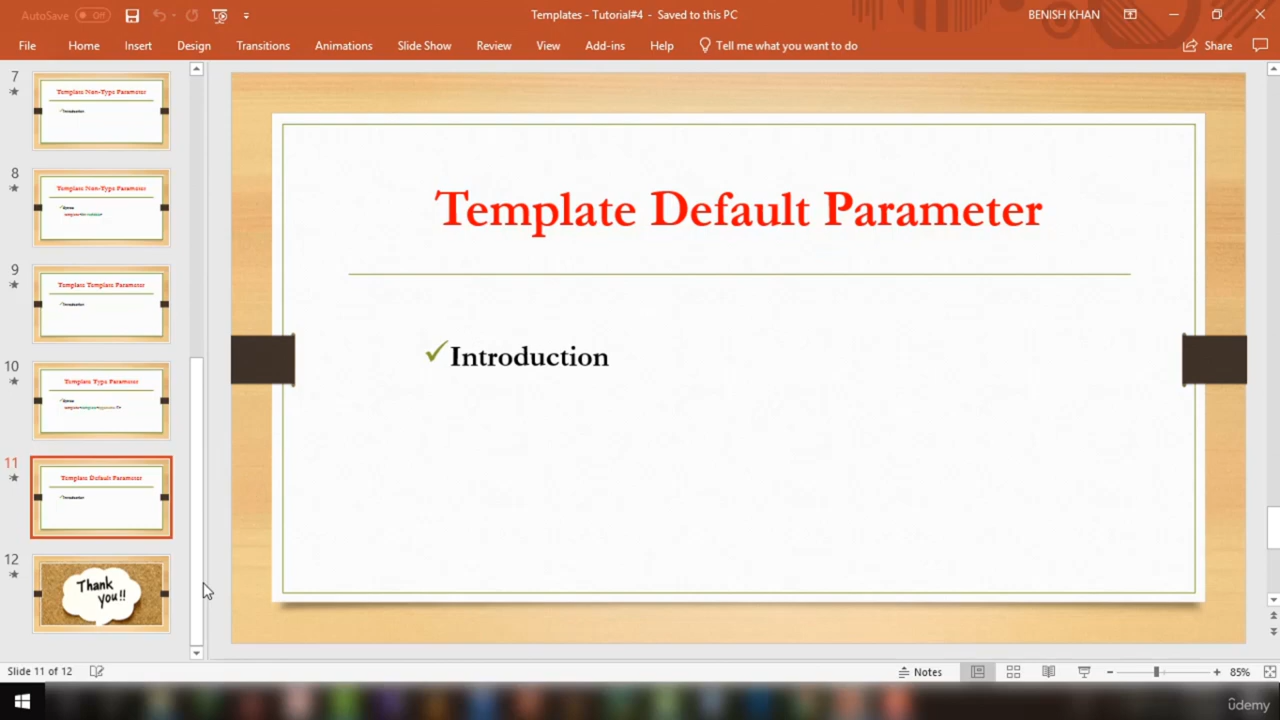 AutoSave Off
Templates - Tutorial#4 - Saved to this PC
BENISH KHAN
File Home Insert Design Transitions Animations Slide Show Review View Add-ins Help Tell me what you want to do Share
7
Template Non-Type Parameter
✓Introduction
8
Template Non-Type Parameter
9
Template Template Parameter
✓Introduction
10
Template Type Parameter
11
Template Default Parameter
✓Introduction
12
Thank
you!!
Template Default Parameter
✓Introduction
Slide 11 of 12
Notes
85%
ûdemy